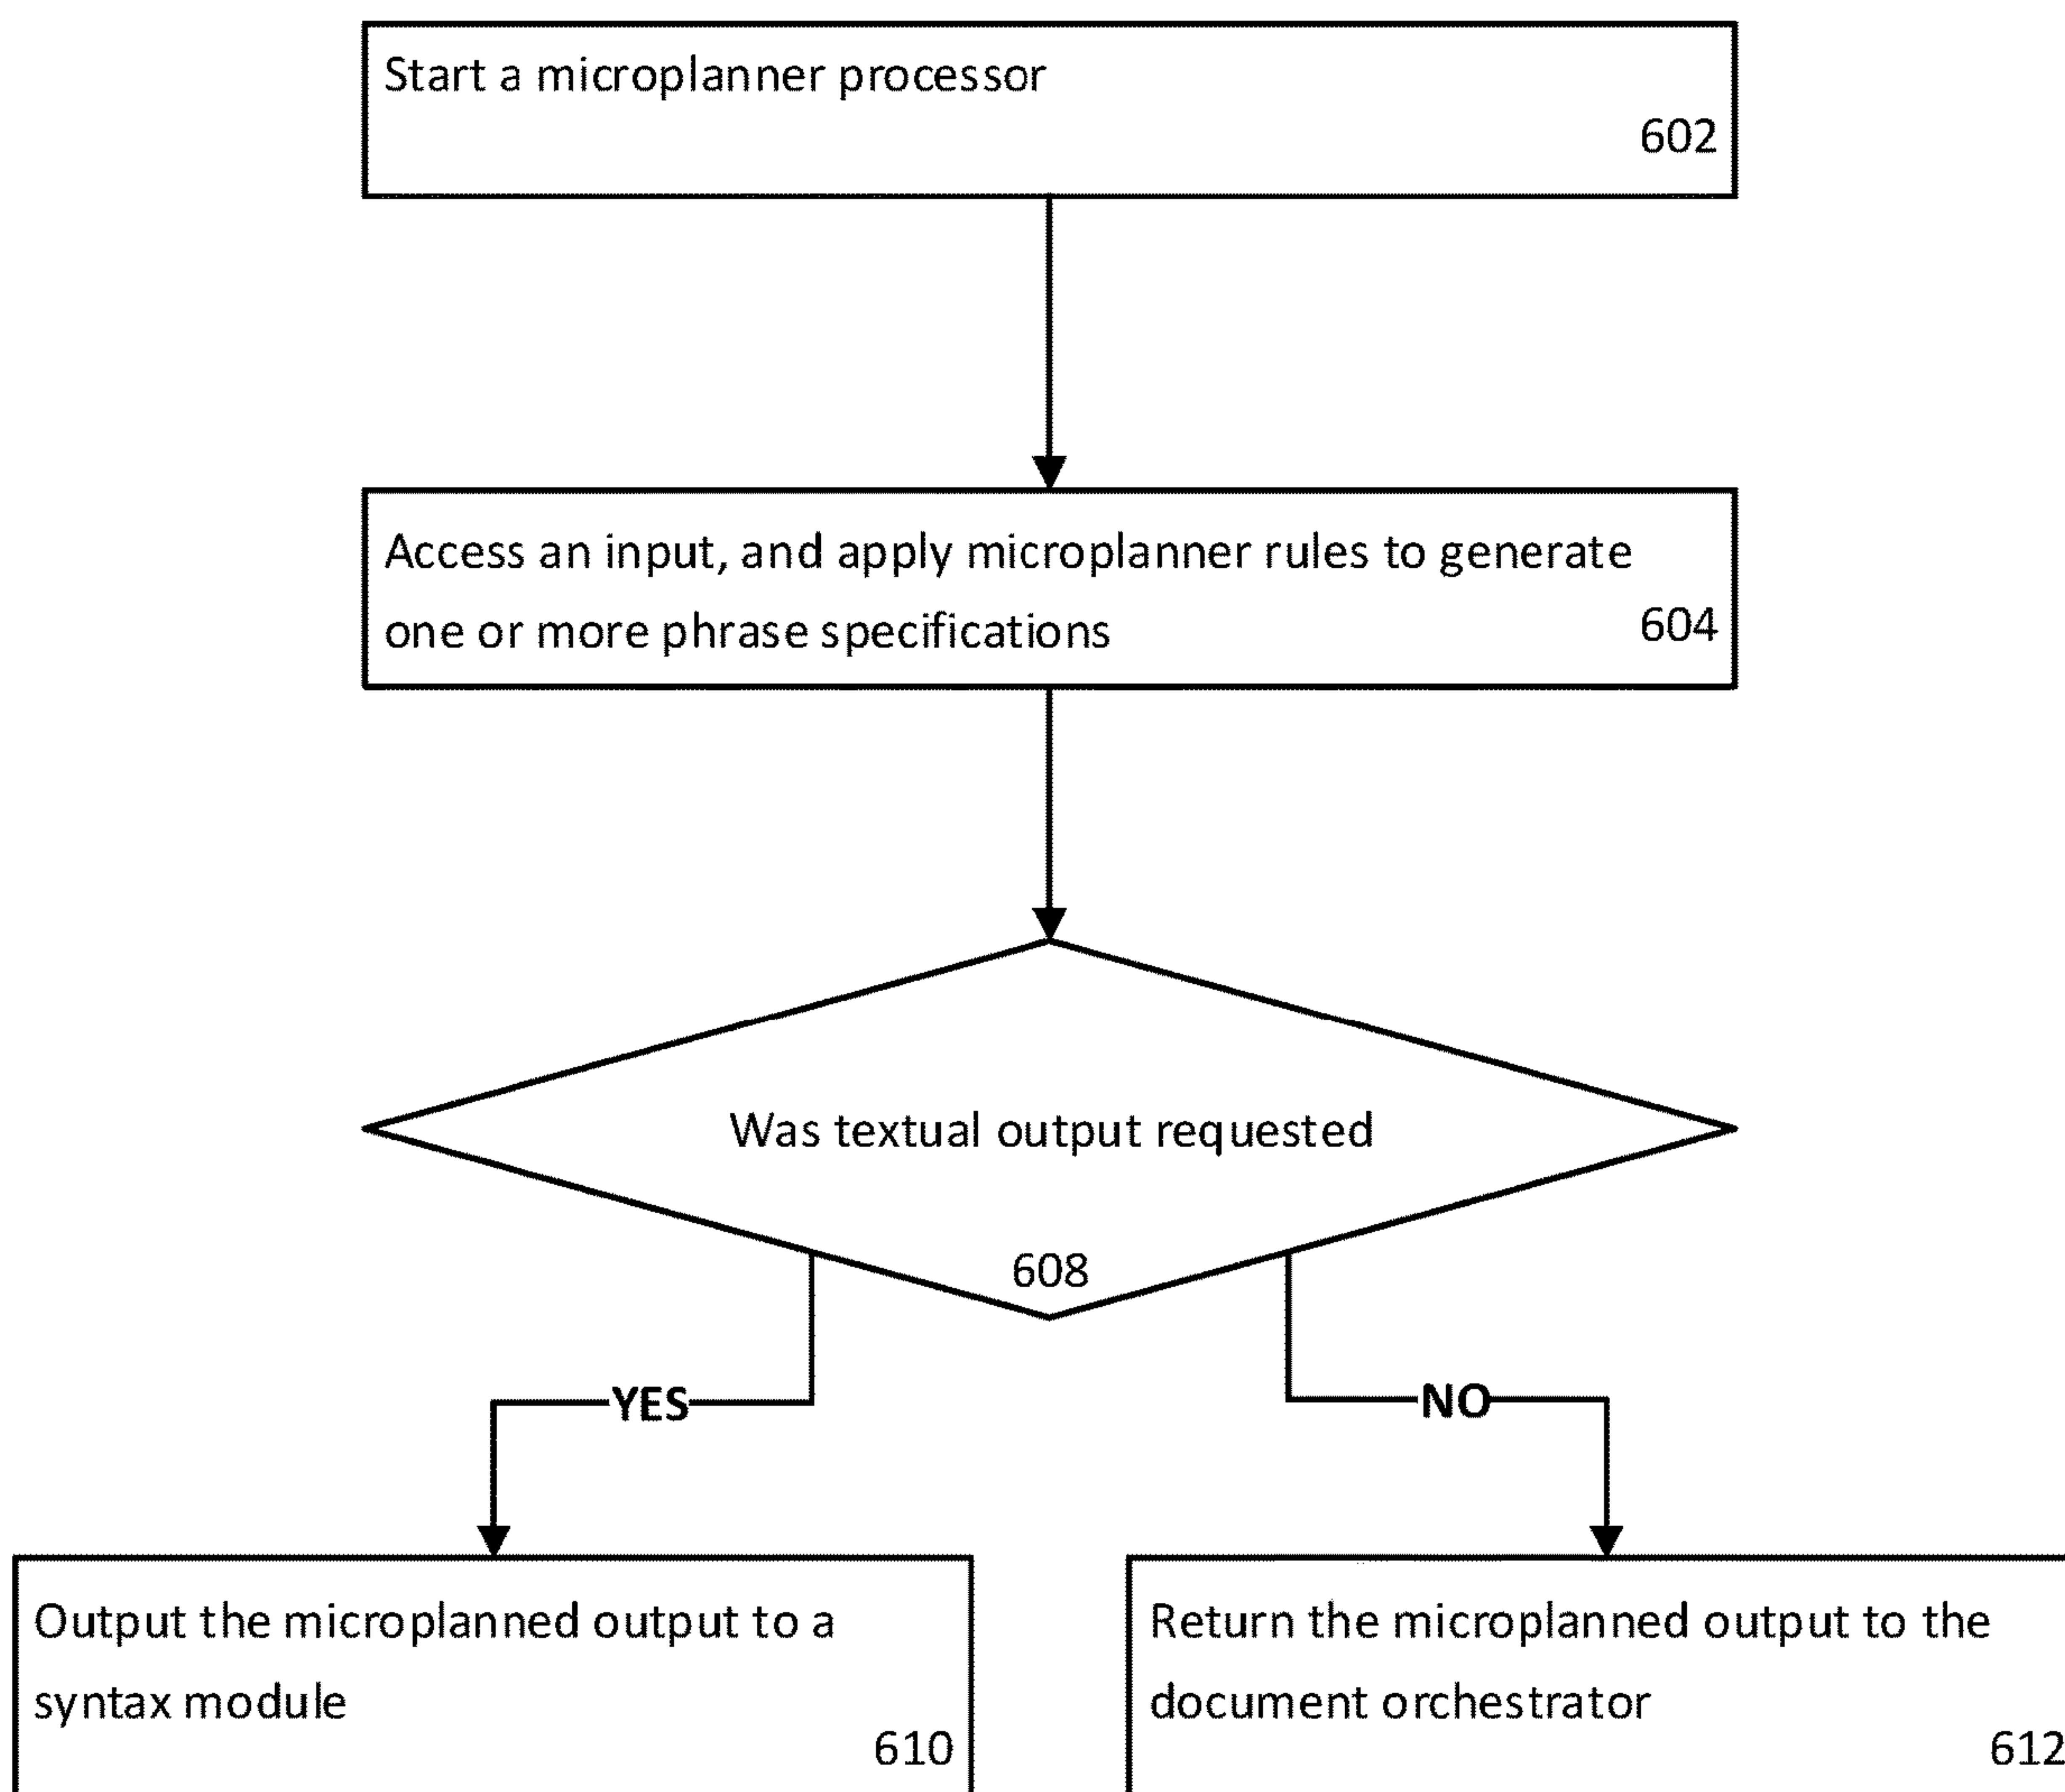 Start a microplanner processor
602
Access an input, and apply microplanner rules to generate
one or more phrase specifications
604
Was textual output requested
608
YES
NO
Output the microplanned output to a
syntax module
610
Return the microplanned output to the
document orchestrator
612